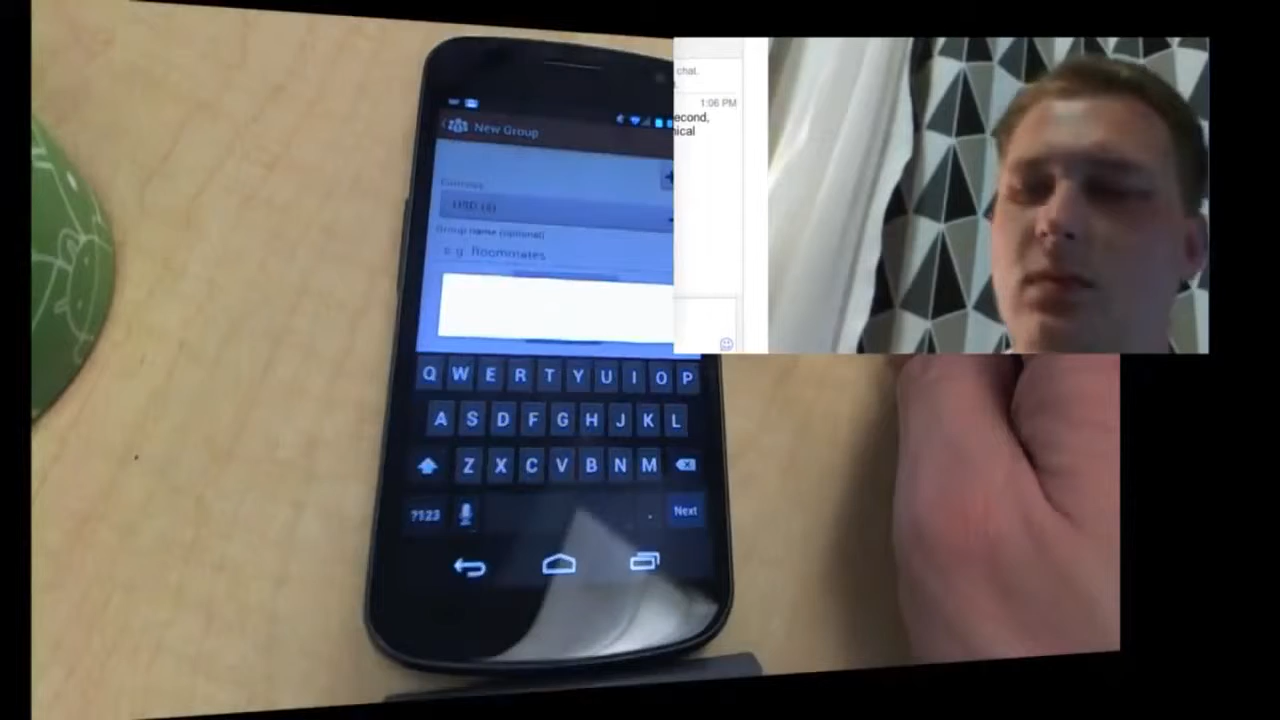 New Group
USD ($)
Group name (optional)
e.g. Roommates
chat.
1:06 PM
econd,
nical
Q W E R T Y U I O P
A S D F G H J K L
Z X C V B N M
?123 . Next